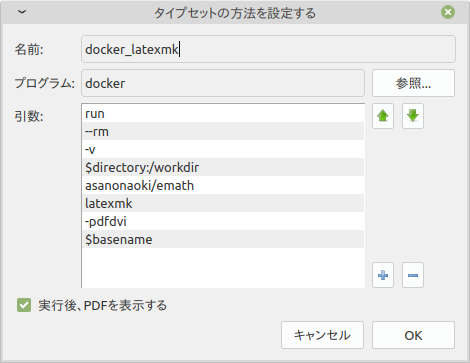 タイプセットの方法を設定する
名前: docker_latexmk
プログラム: docker 参照...
引数: run
--rm
-v
$directory:/workdir
asanonaoki/emath
latexmk
-pdfdvi
$basename
実行後、PDFを表示する
キャンセル OK